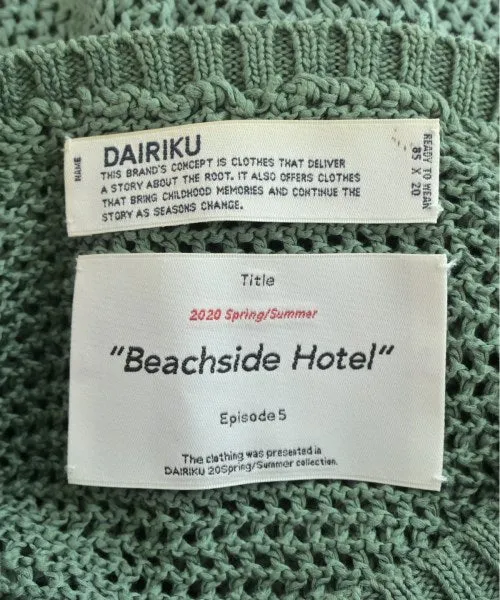 NAME
DAIRIKU
THIS BRAND'S CONCEPT IS CLOTHES THAT DELIVER
A STORY ABOUT THE ROOT. IT ALSO OFFERS CLOTHES
THAT BRING CHILDHOOD MEMORIES AND CONTINUE THE
STORY AS SEASONS CHANGE.
READY TO WEAR
85 X 20
Title
2020 Spring/Summer
"Beachside Hotel"
Episode 5
The clothing was presented in
DAIRIKU 20Spring/Summer collection.